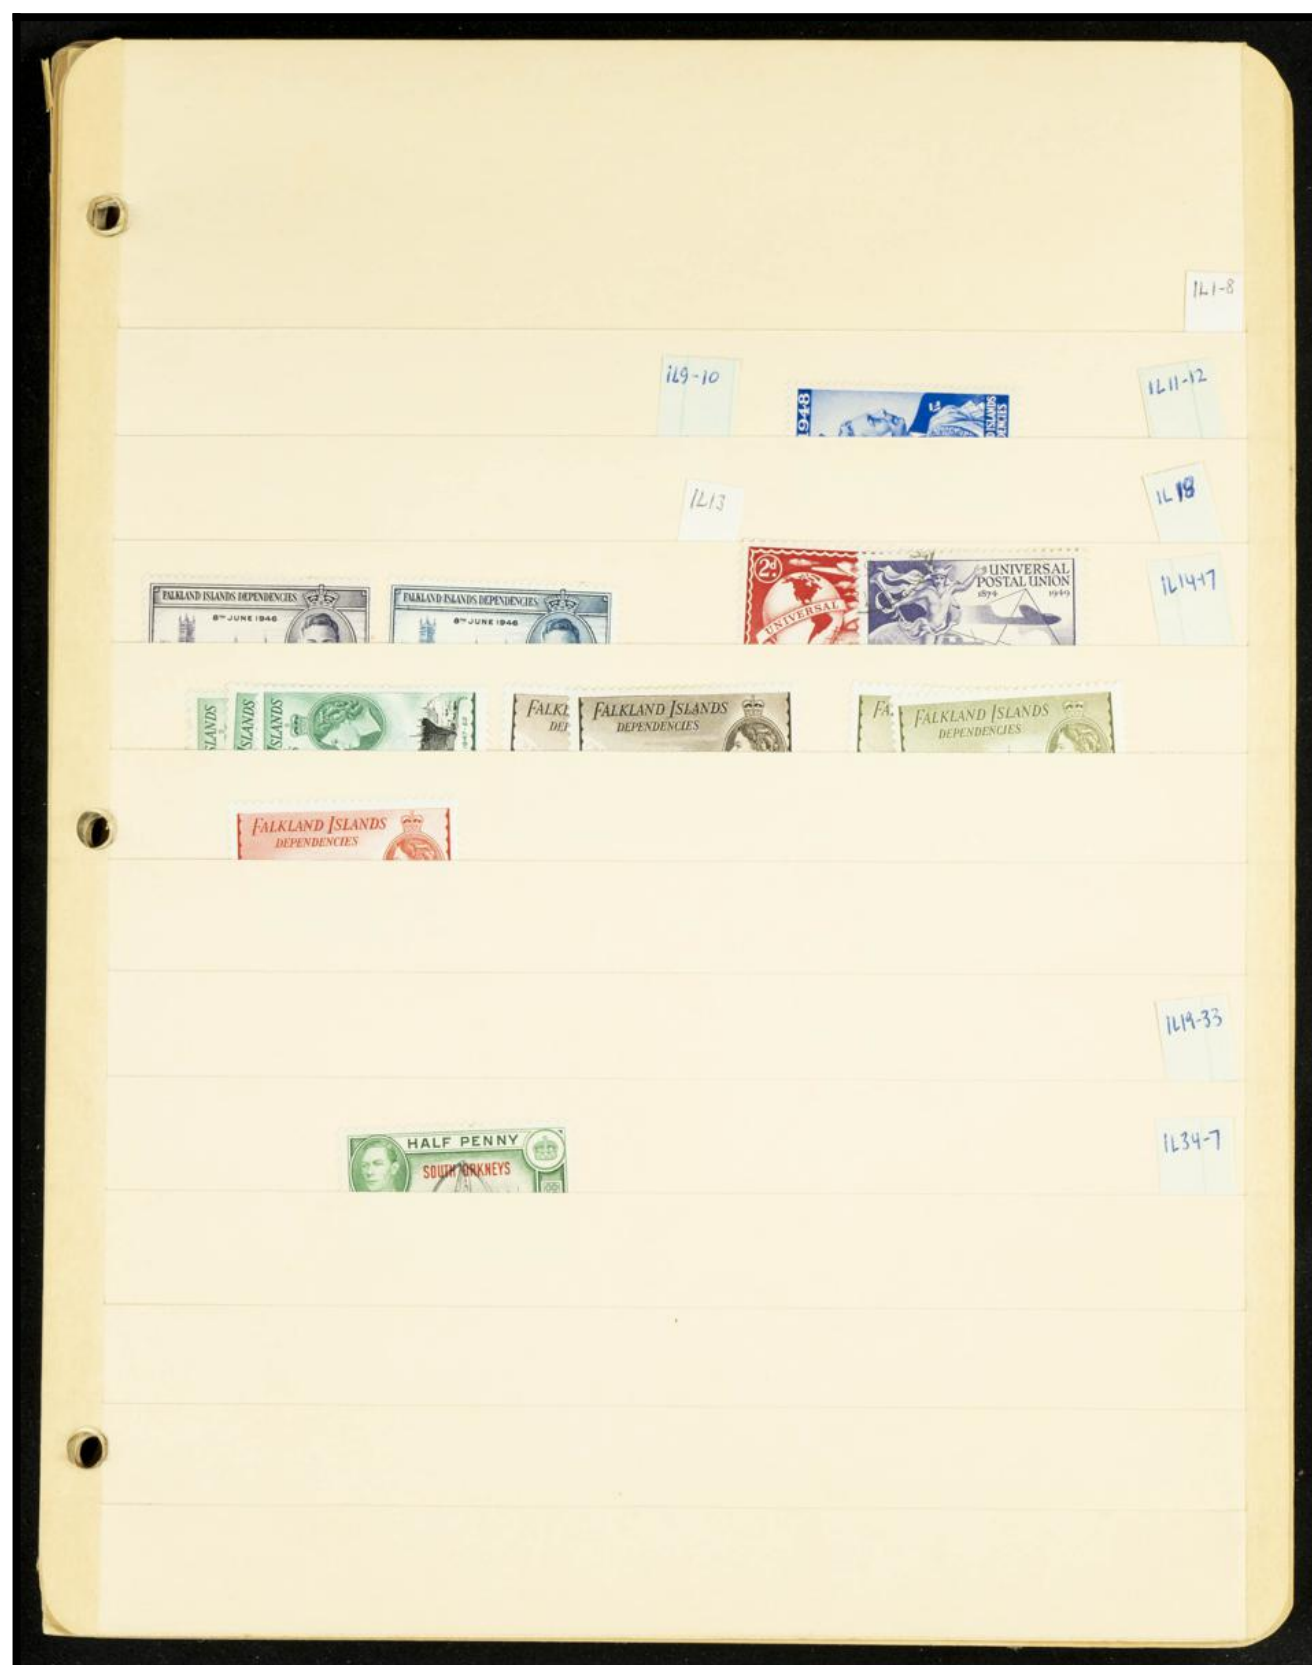 1L1-8
1L9-10
1948
ISLANDS
1L11-12
1L13
1L18
FALKLAND ISLANDS DEPENDENCIES
8TH JUNE 1946
FALKLAND ISLANDS DEPENDENCIES
8TH JUNE 1946
2d.
UNIVERSAL
UNIVERSAL
POSTAL UNION
1874 1949
1L14-17
ISLANDS
FALKLAND ISLANDS
DEPENDENCIES
FALKLAND ISLANDS
DEPENDENCIES
FALKLAND ISLANDS
DEPENDENCIES
1L19-33
HALF PENNY
SOUTH ORKNEYS
1L34-7